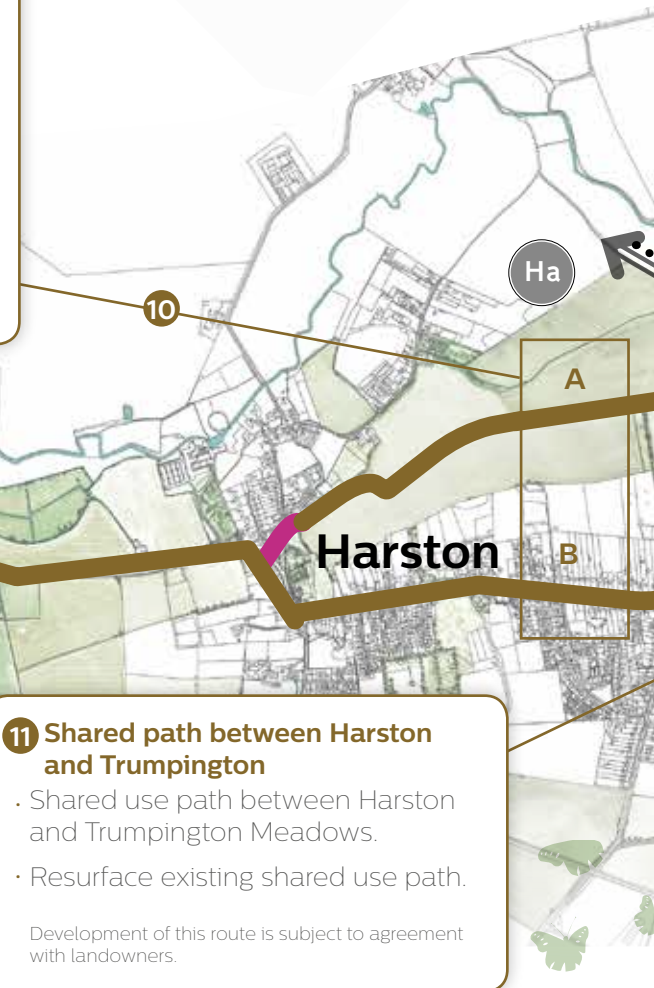 10
Ha
A
Harston
B
11 Shared path between Harston
and Trumpington
· Shared use path between Harston
and Trumpington Meadows.
· Resurface existing shared use path.
Development of this route is subject to agreement
with landowners.